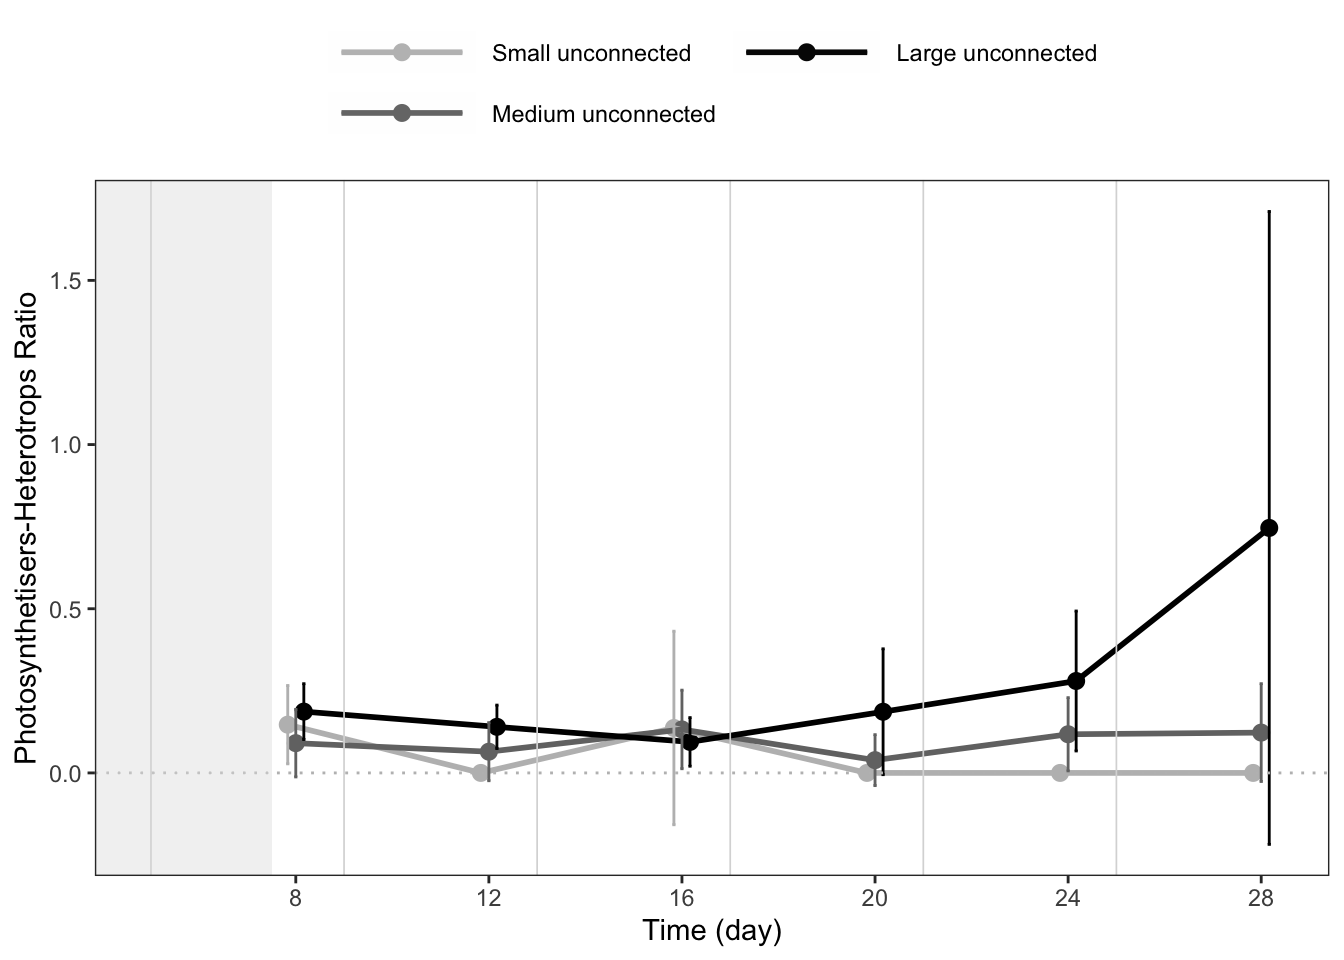 Small unconnected
Large unconnected
Medium unconnected
Photosynthetisers-Heterotrops Ratio
1.5
1.0
0.5
0.0
8
12
16
20
24
28
Time (day)